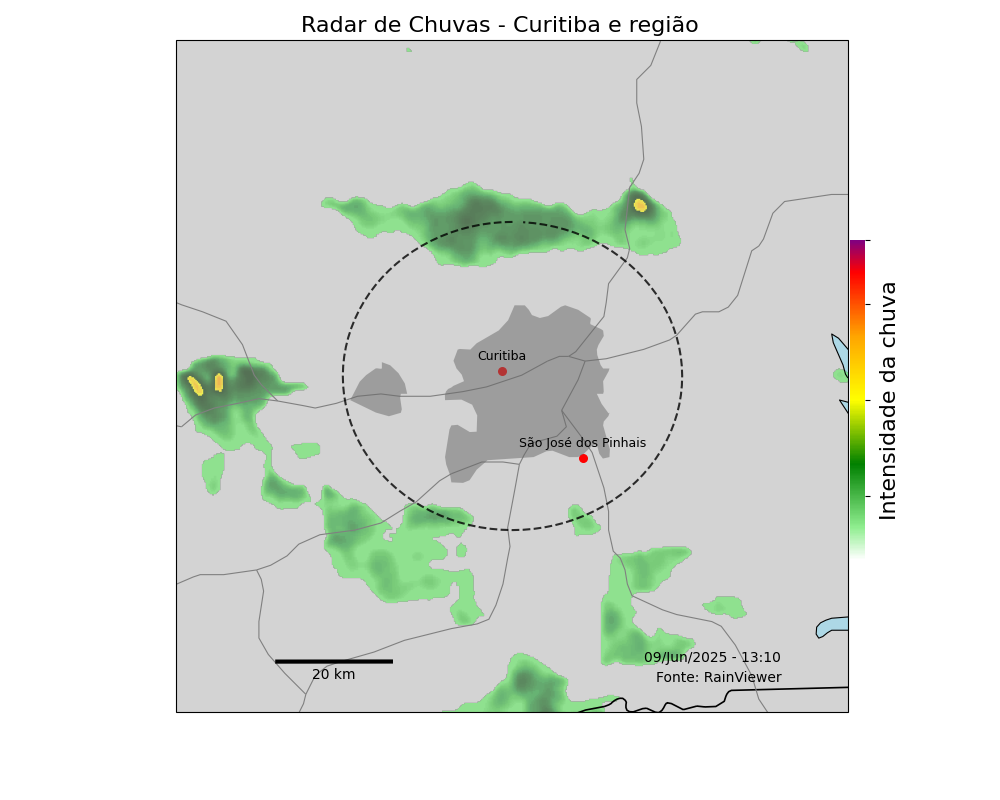 Radar de Chuvas - Curitiba e região
Curitiba
São José dos Pinhais
Intensidade da chuva
09/Jun/2025 - 13:10
Fonte: RainViewer
20 km